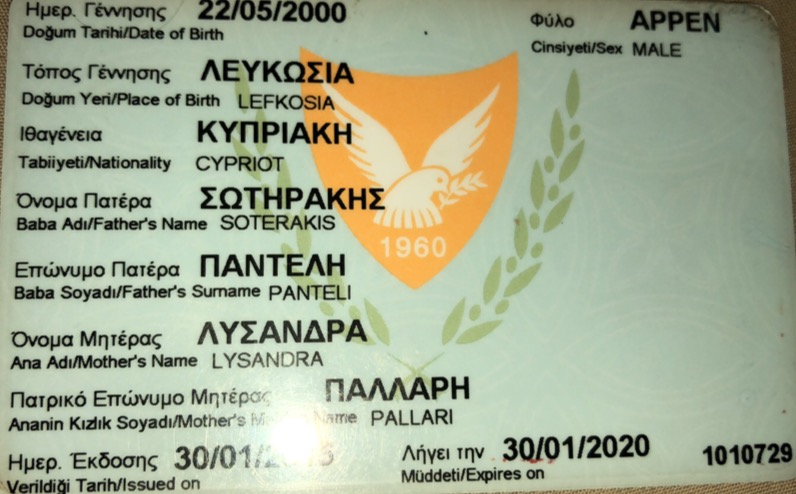 Ημερ. Γέννησης 22/05/2000 Φύλο ΑΡΡΕΝ
Doğum Tarihi/Date of Birth Cinsiyeti/Sex MALE
Τόπος Γέννησης ΛΕΥΚΩΣΙΑ
Doğum Yeri/Place of Birth LEFKOSIA
Ιθαγένεια ΚΥΠΡΙΑΚΗ
Tabiiyeti/Nationality CYPRIOT
Όνομα Πατέρα ΣΩΤΗΡΑΚΗΣ
Baba Adı/Father's Name SOTERAKIS
1960
Επώνυμο Πατέρα ΠΑΝΤΕΛΗ
Baba Soyadı/Father's Surname PANTELI
Όνομα Μητέρας ΛΥΣΑΝΔΡΑ
Ana Adı/Mother's Name LYSANDRA
Πατρικό Επώνυμο Μητέρας ΠΑΛΛΑΡΗ
Ananin Kızlık Soyadı/Mother's Name PALLARI
Ημερ. Έκδοσης Λήγει την 30/01/2020 1010729
Verildiği Tarih/Issued on Müddeti/Expires on